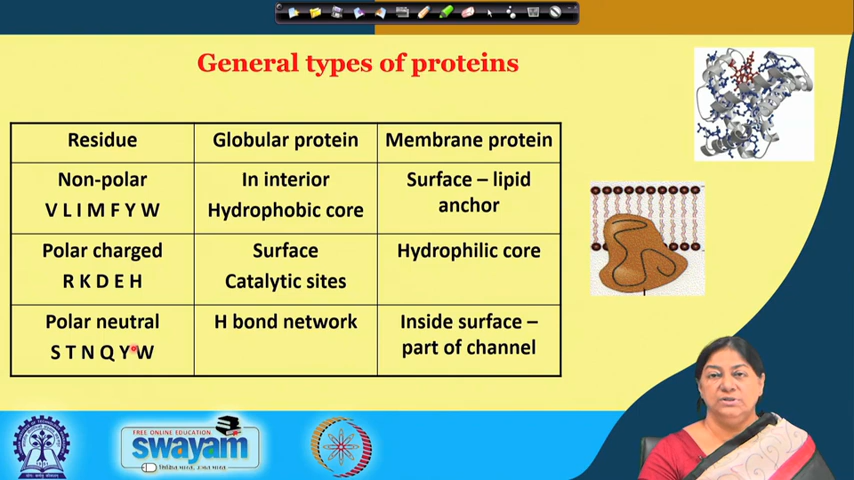 General types of proteins
Residue
Globular protein
Membrane protein
Non-polar
V L I M F Y W
In interior
Hydrophobic core
Surface – lipid
anchor
Polar charged
R K D E H
Surface
Catalytic sites
Hydrophilic core
Polar neutral
S T N Q Y W
H bond network
Inside surface –
part of channel
FREE ONLINE EDUCATION
swayam